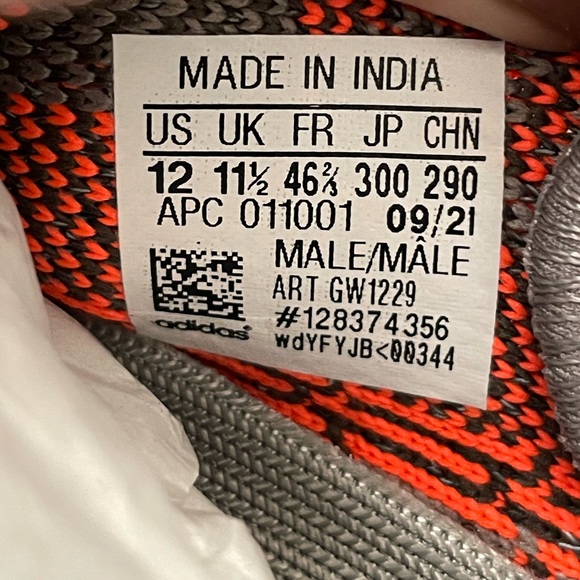 MADE IN INDIA
US UK FR JP CHN
12 11½ 46⅔ 300 290
APC 011001 09/21
MALE/MÂLE
ART GW1229
#128374356
wdYFYJB<00344
adidas